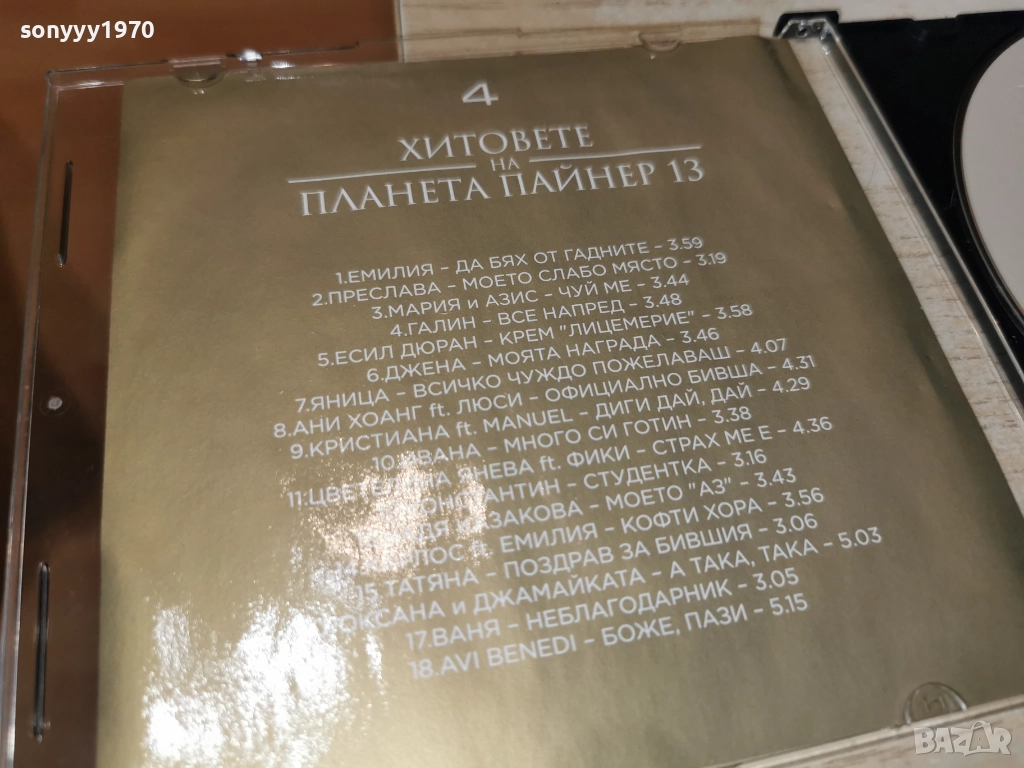 sonyyy1970
4
ХИТОВЕТЕ
НА
ПЛАНЕТА ПАЙНЕР 13
1.ЕМИЛИЯ – ДА БЯХ ОТ ГАДНИТЕ – 3.59
2.ПРЕСЛАВА – МОЕТО СЛАБО МЯСТО – 3.19
3.МАРИЯ и АЗИС – ЧУЙ МЕ – 3.44
4.ГАЛИН – ВСЕ НАПРЕД – 3.48
5.ЕСИЛ ДЮРАН – КРЕМ "ЛИЦЕМЕРИЕ" – 3.58
6.ДЖЕНА – МОЯТА НАГРАДА – 3.46
7.ЯНИЦА – ВСИЧКО ЧУЖДО ПОЖЕЛАВАШ – 4.07
8.АНИ ХОАНГ ft. ЛЮСИ – ОФИЦИАЛНО БИВША – 4.31
9.КРИСТИАНА ft. MANUEL – ДИГИ ДАЙ, ДАЙ – 4.29
– МНОГО СИ ГОТИН – 3.38
ft. ФИКИ – СТРАХ МЕ Е – 4.36
– СТУДЕНТКА – 3.16
– МОЕТО "АЗ" – 3.43
ft. ЕМИЛИЯ – КОФТИ ХОРА – 3.56
15.ТАТЯНА – ПОЗДРАВ ЗА БИВШИЯ – 3.06
и ДЖАМАЙКАТА – А ТАКА, ТАКА – 5.03
17.ВАНЯ – НЕБЛАГОДАРНИК – 3.05
18.AVI BENEDI – БОЖЕ, ПАЗИ – 5.15
BAZAR